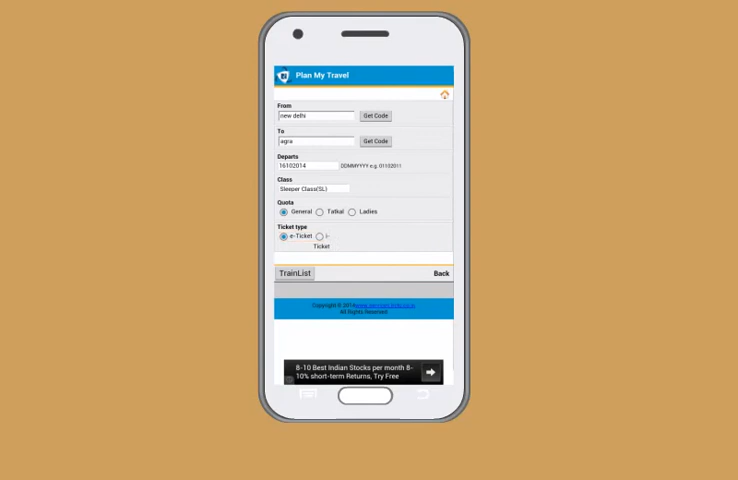 Plan My Travel
From
new delhi
Get Code
To
agra
Get Code
Departs
16102014
DDMMYYYY e.g. 01102011
Class
Sleeper Class(SL)
Quota
General Tatkal Ladies
Ticket type
e-Ticket i-
Ticket
TrainList
Back
Copyright © 2014
All Rights Reserved
8-10 Best Indian Stocks per month 8-
10% short-term Returns, Try Free